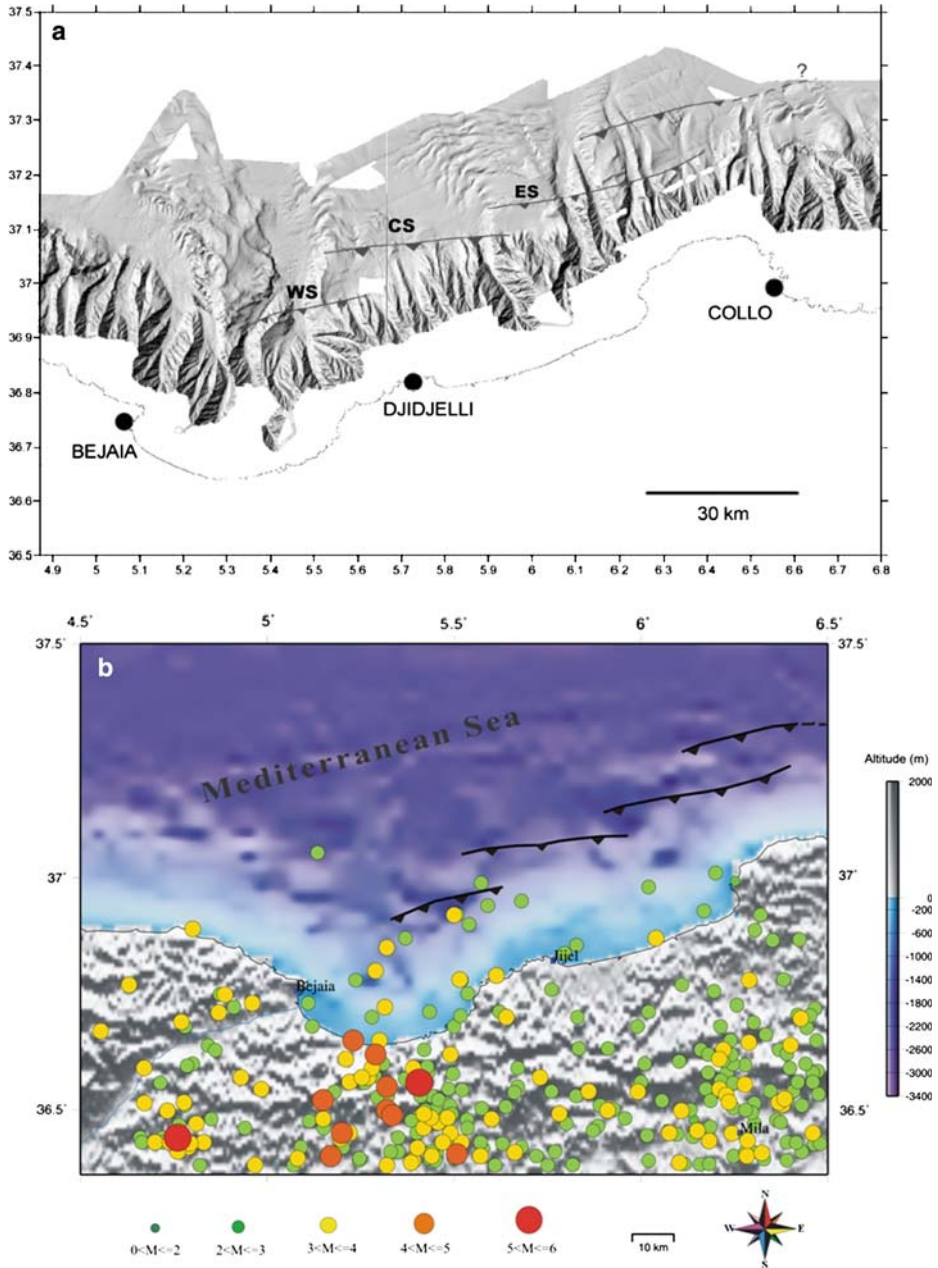 a
37.5
37.4
37.3
37.2
37.1
37
36.9
36.8
36.7
36.6
36.5
?
ES
CS
WS
COLLO
DJIDJELLI
BEJAIA
30 km
4.9 5 5.1 5.2 5.3 5.4 5.5 5.6 5.7 5.8 5.9 6 6.1 6.2 6.3 6.4 6.5 6.6 6.7 6.8
4.5° 5° 5.5° 6° 6.5°
37.5° 37.5°
b
Mediterranean Sea
Altitude (m)
2000
0
-200
-600
-1000
-1400
-1800
-2200
-2600
-3000
-3400
37° 37°
Jijel
Bejaia
36.5° 36.5°
Mila
0<M<=2 2<M<=3 3<M<=4 4<M<=5 5<M<=6
10 km
N
W E
S